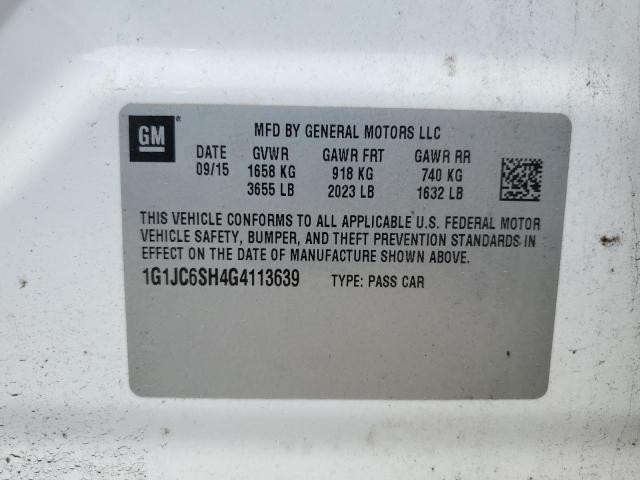 GM ®
MFD BY GENERAL MOTORS LLC
DATE GVWR GAWR FRT GAWR RR
09/15 1658 KG 918 KG 740 KG
3655 LB 2023 LB 1632 LB
THIS VEHICLE CONFORMS TO ALL APPLICABLE U.S. FEDERAL MOTOR
VEHICLE SAFETY, BUMPER, AND THEFT PREVENTION STANDARDS IN
EFFECT ON THE DATE OF MANUFACTURE SHOWN ABOVE.
1G1JC6SH4G4113639 TYPE: PASS CAR